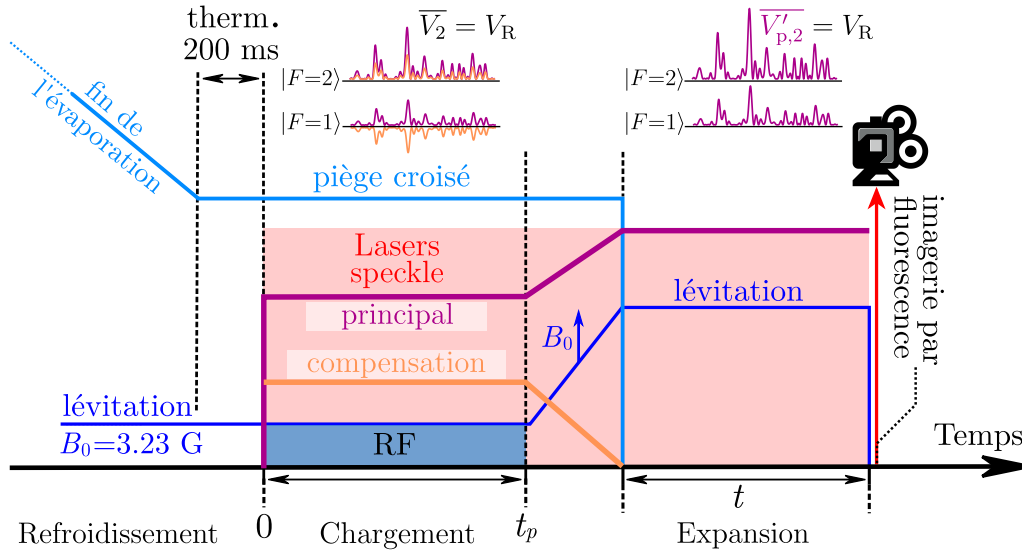 therm.
200 ms
V̅₂ = V_R
V̅′ₚ,₂ = V_R
|F=2⟩
|F=1⟩
|F=2⟩
|F=1⟩
fin de
l'évaporation
piège croisé
Lasers
speckle
principal
compensation
lévitation
B₀=3.23 G
RF
B₀
lévitation
imagerie par
fluorescence
Temps
0
tₚ
t
Refroidissement
Chargement
Expansion